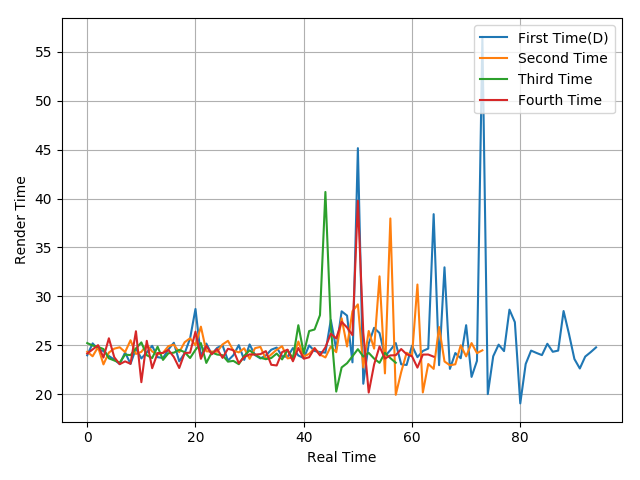 First Time(D)
Second Time
Third Time
Fourth Time
55
50
45
40
35
30
25
20
Render Time
0 20 40 60 80
Real Time